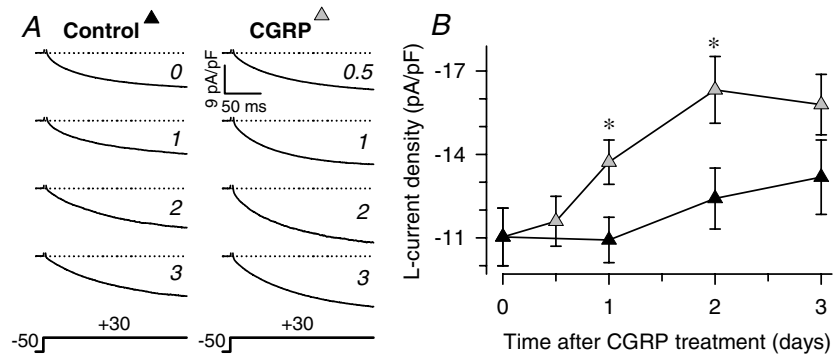 A
Control
CGRP
0
0.5
9 pA/pF
50 ms
1
1
2
2
3
3
+30
+30
-50
-50
B
*
*
-17
-14
-11
L-current density (pA/pF)
0 1 2 3
Time after CGRP treatment (days)